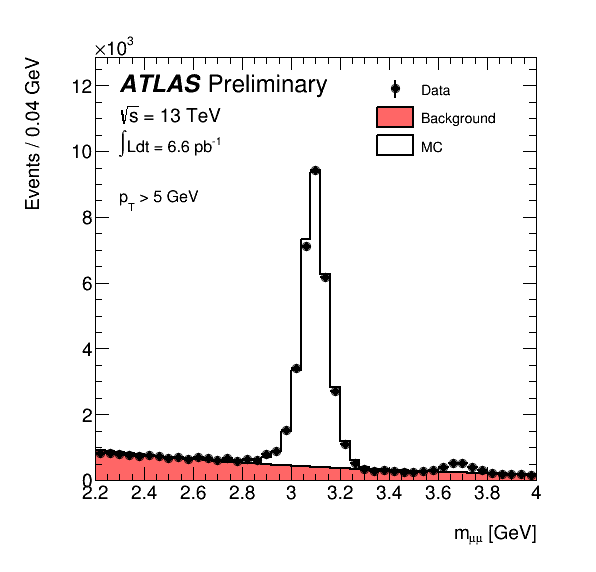 ×10³
Events / 0.04 GeV
ATLAS Preliminary
√s = 13 TeV
∫Ldt = 6.6 pb⁻¹
p_T > 5 GeV
Data
Background
MC
12
10
8
6
4
2
0
2.2 2.4 2.6 2.8 3 3.2 3.4 3.6 3.8 4
m_μμ [GeV]